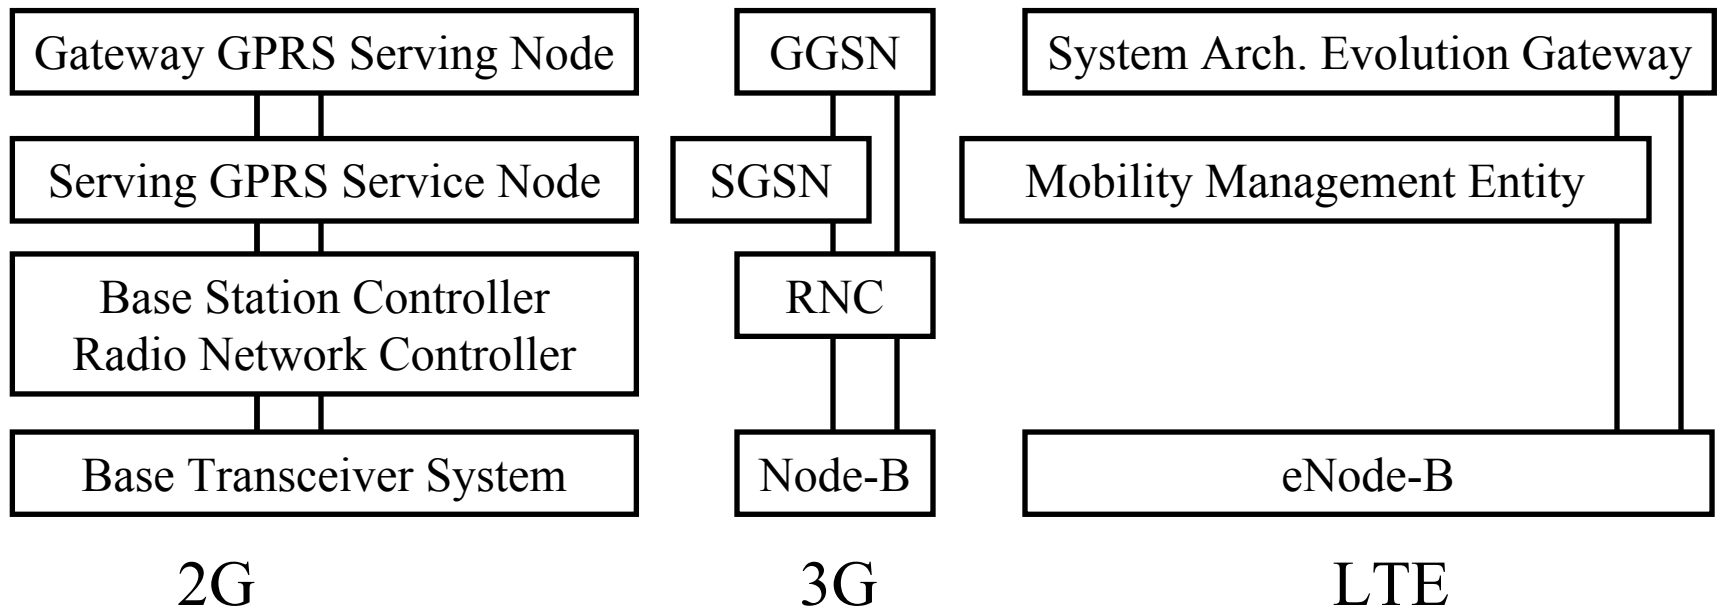 Gateway GPRS Serving Node
Serving GPRS Service Node
Base Station Controller
Radio Network Controller
Base Transceiver System
2G
GGSN
SGSN
RNC
Node-B
3G
System Arch. Evolution Gateway
Mobility Management Entity
eNode-B
LTE